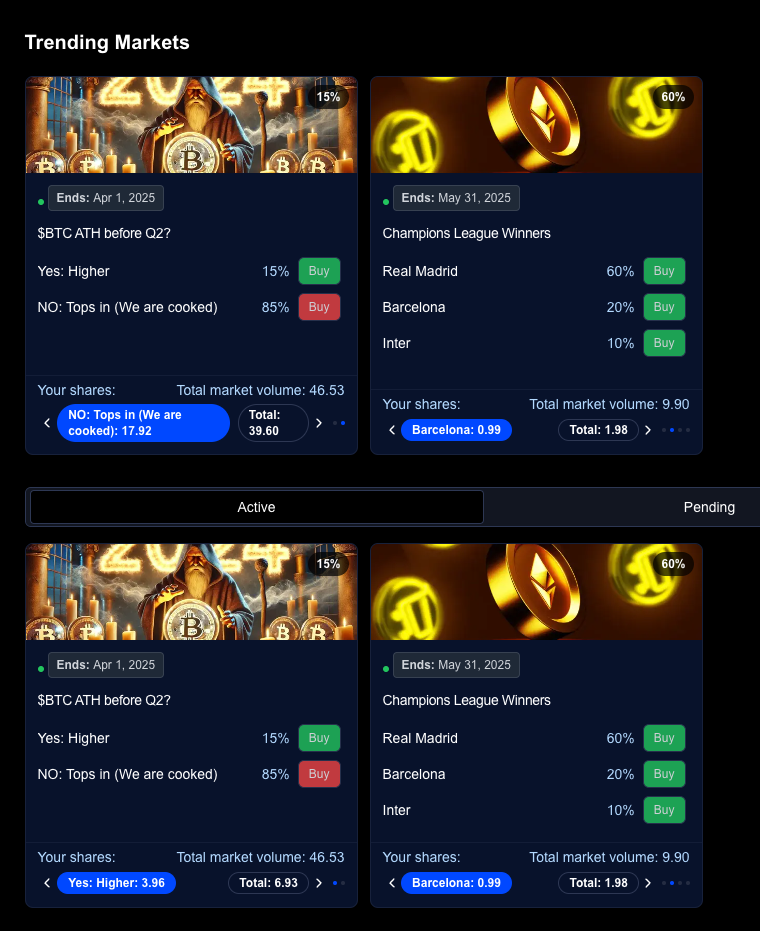 Trending Markets
2024
15%
60%
Ends: Apr 1, 2025
Ends: May 31, 2025
$BTC ATH before Q2?
Champions League Winners
Yes: Higher 15% Buy
Real Madrid 60% Buy
NO: Tops in (We are cooked) 85% Buy
Barcelona 20% Buy
Inter 10% Buy
Your shares: Total market volume: 46.53
NO: Tops in (We are
cooked): 17.92
Total:
39.60
Your shares: Total market volume: 9.90
Barcelona: 0.99 Total: 1.98
Active Pending
2024
15%
60%
Ends: Apr 1, 2025
Ends: May 31, 2025
$BTC ATH before Q2?
Champions League Winners
Yes: Higher 15% Buy
Real Madrid 60% Buy
NO: Tops in (We are cooked) 85% Buy
Barcelona 20% Buy
Inter 10% Buy
Your shares: Total market volume: 46.53
Yes: Higher: 3.96 Total: 6.93
Your shares: Total market volume: 9.90
Barcelona: 0.99 Total: 1.98